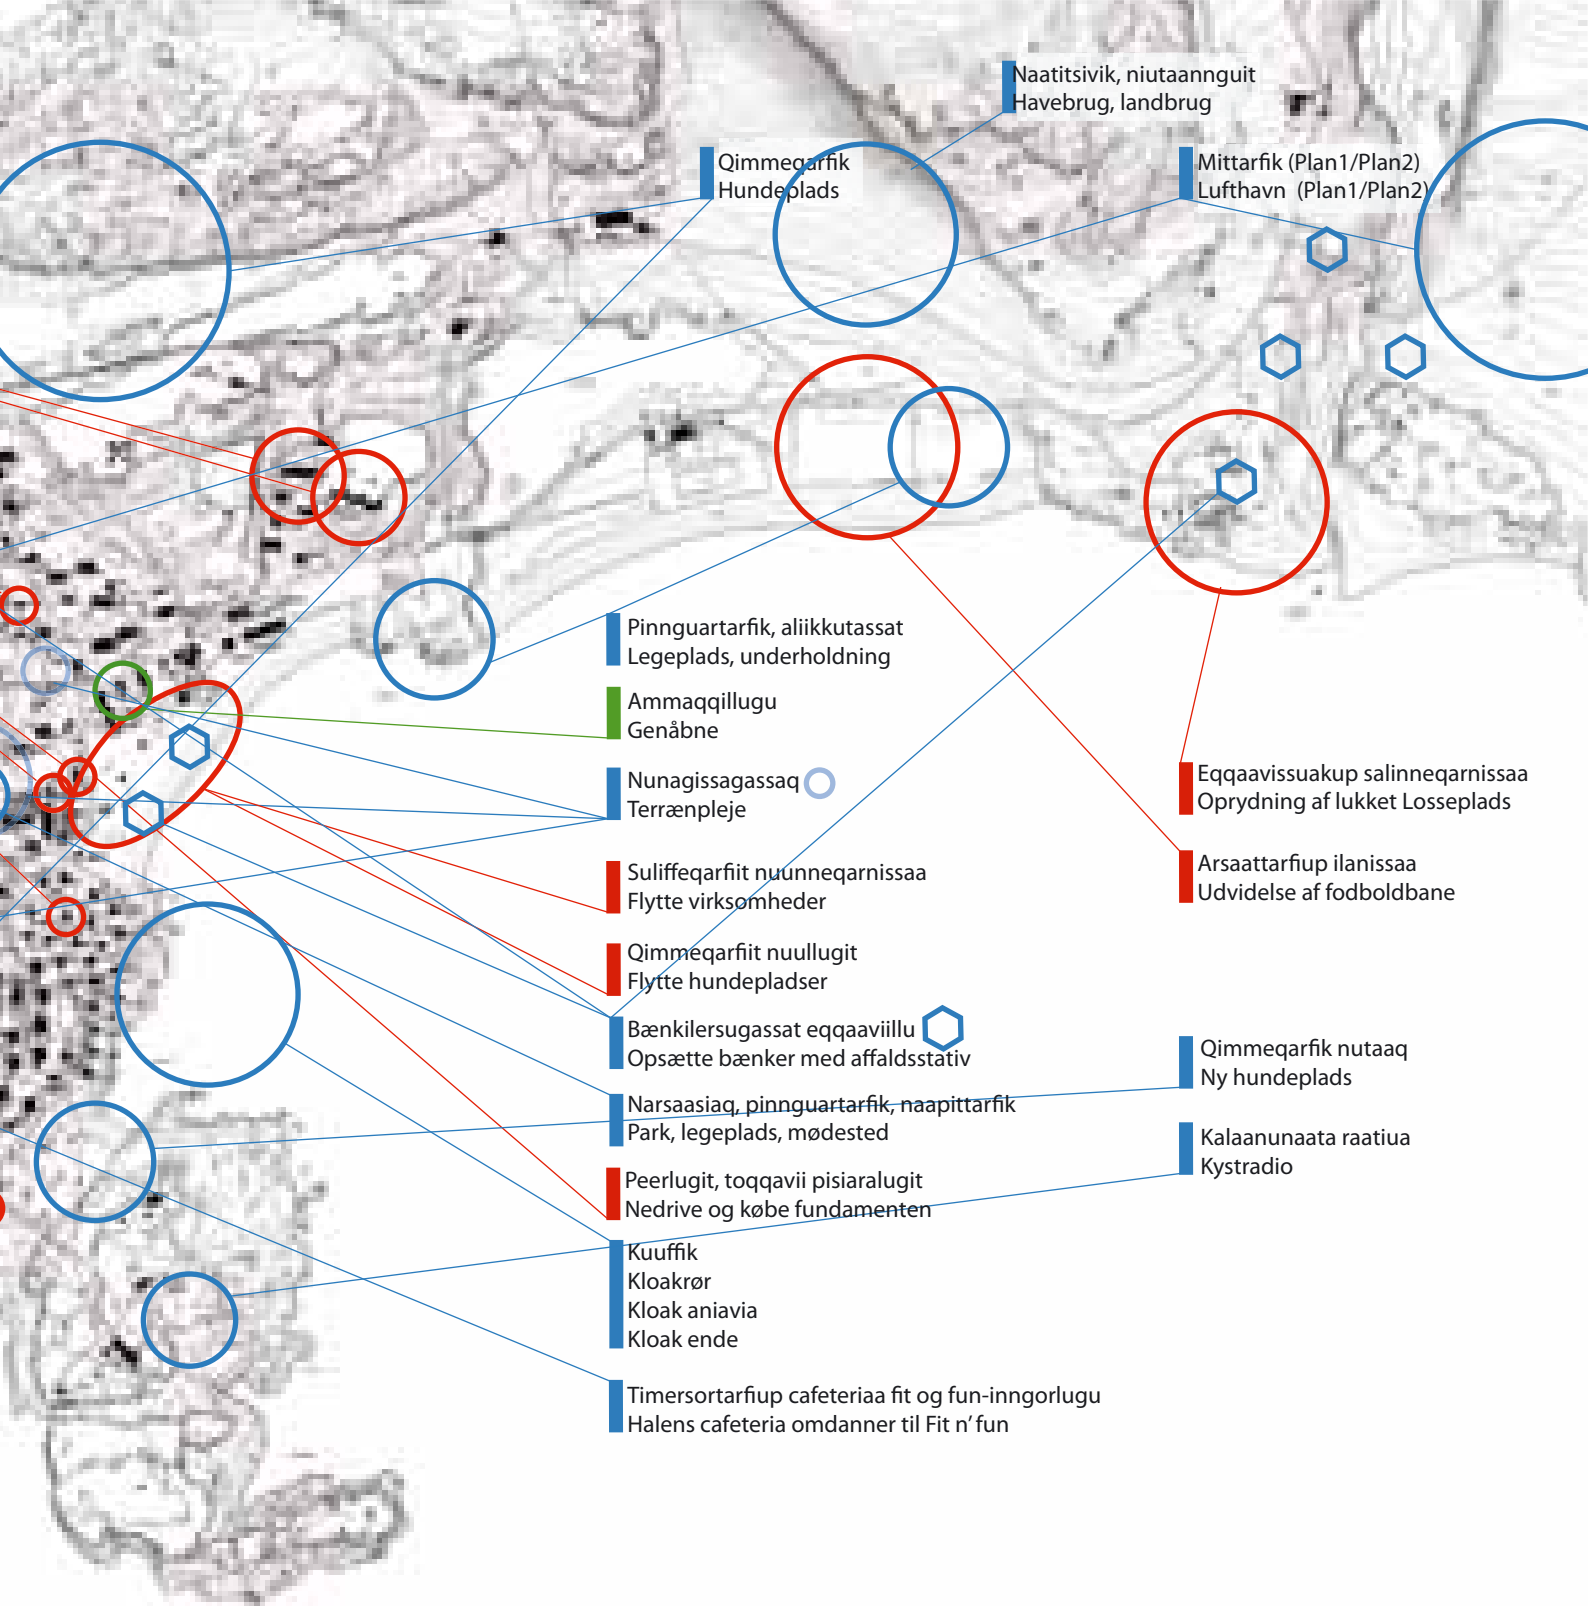 Naatitsivik, niutaannguit
Havebrug, landbrug
Qimmeqarfik
Hundeplads
Mittarfik (Plan1/Plan2)
Lufthavn (Plan1/Plan2)
Pinnguartarfik, aliikkutassat
Legeplads, underholdning
Ammaqqillugu
Genåbne
Nunagissagassaq
Terrænpleje
Suliffeqarfiit nuunneqarnissaa
Flytte virksomheder
Qimmeqarfiit nuullugit
Flytte hundepladser
Bænkilersugassat eqqaaviillu
Opsætte bænker med affaldsstativ
Narsaasiaq, pinnguartarfik, naapittarfik
Park, legeplads, mødested
Peerlugit, toqqavii pisiaralugit
Nedrive og købe fundamenten
Kuuffik
Kloakrør
Kloak aniavia
Kloak ende
Timersortarfiup cafeteriaa fit og fun-inngorlugu
Halens cafeteria omdanner til Fit n’ fun
Eqqaavissuakup salinneqarnissaa
Oprydning af lukket Losseplads
Arsaattarfiup ilanissaa
Udvidelse af fodboldbane
Qimmeqarfik nutaaq
Ny hundeplads
Kalaanunaata raatiua
Kystradio